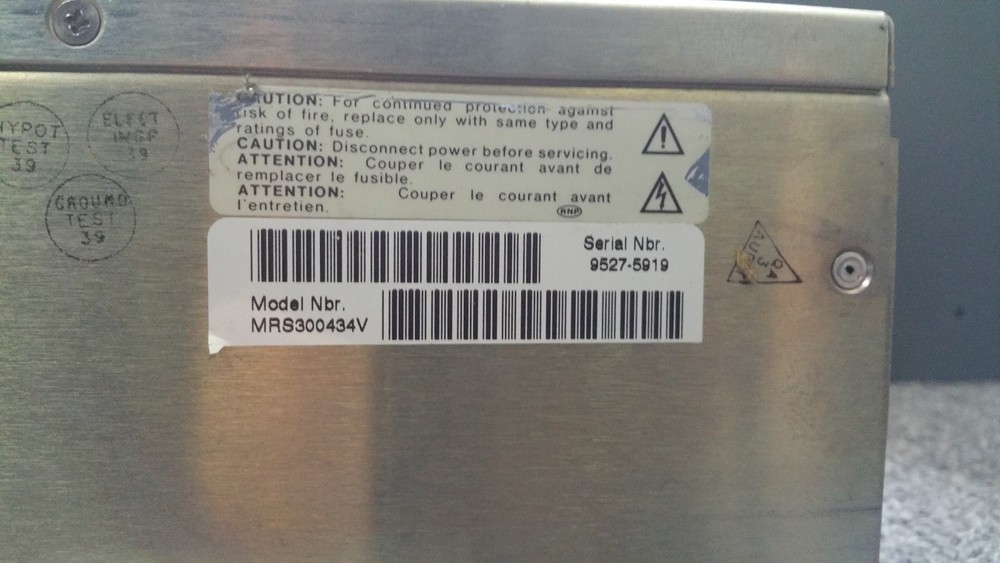 HYPOT
TEST
39
ELECT
INSP
39
GROUND
TEST
39
CAUTION: For continued protection against
risk of fire, replace only with same type and
ratings of fuse.
CAUTION: Disconnect power before servicing.
ATTENTION: Couper le courant avant de
remplacer le fusible.
ATTENTION: Couper le courant avant
l'entretien.
RNP
Serial Nbr.
9527-5919
Model Nbr.
MRS300434V